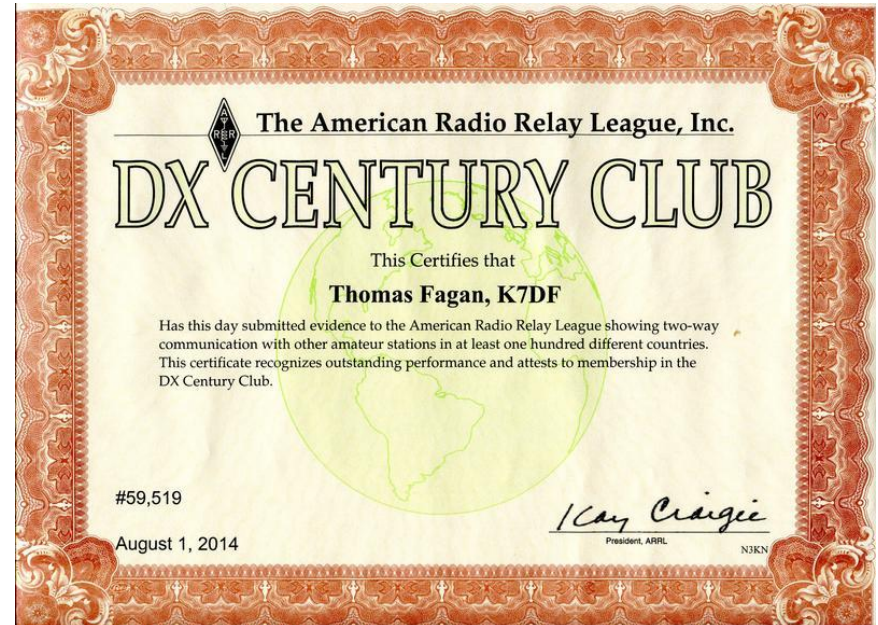 The American Radio Relay League, Inc.
ARRL
DX CENTURY CLUB
This Certifies that
Thomas Fagan, K7DF
Has this day submitted evidence to the American Radio Relay League showing two-way
communication with other amateur stations in at least one hundred different countries.
This certificate recognizes outstanding performance and attests to membership in the
DX Century Club.
#59,519
August 1, 2014
Kay Craigie
President, ARRL
N3KN